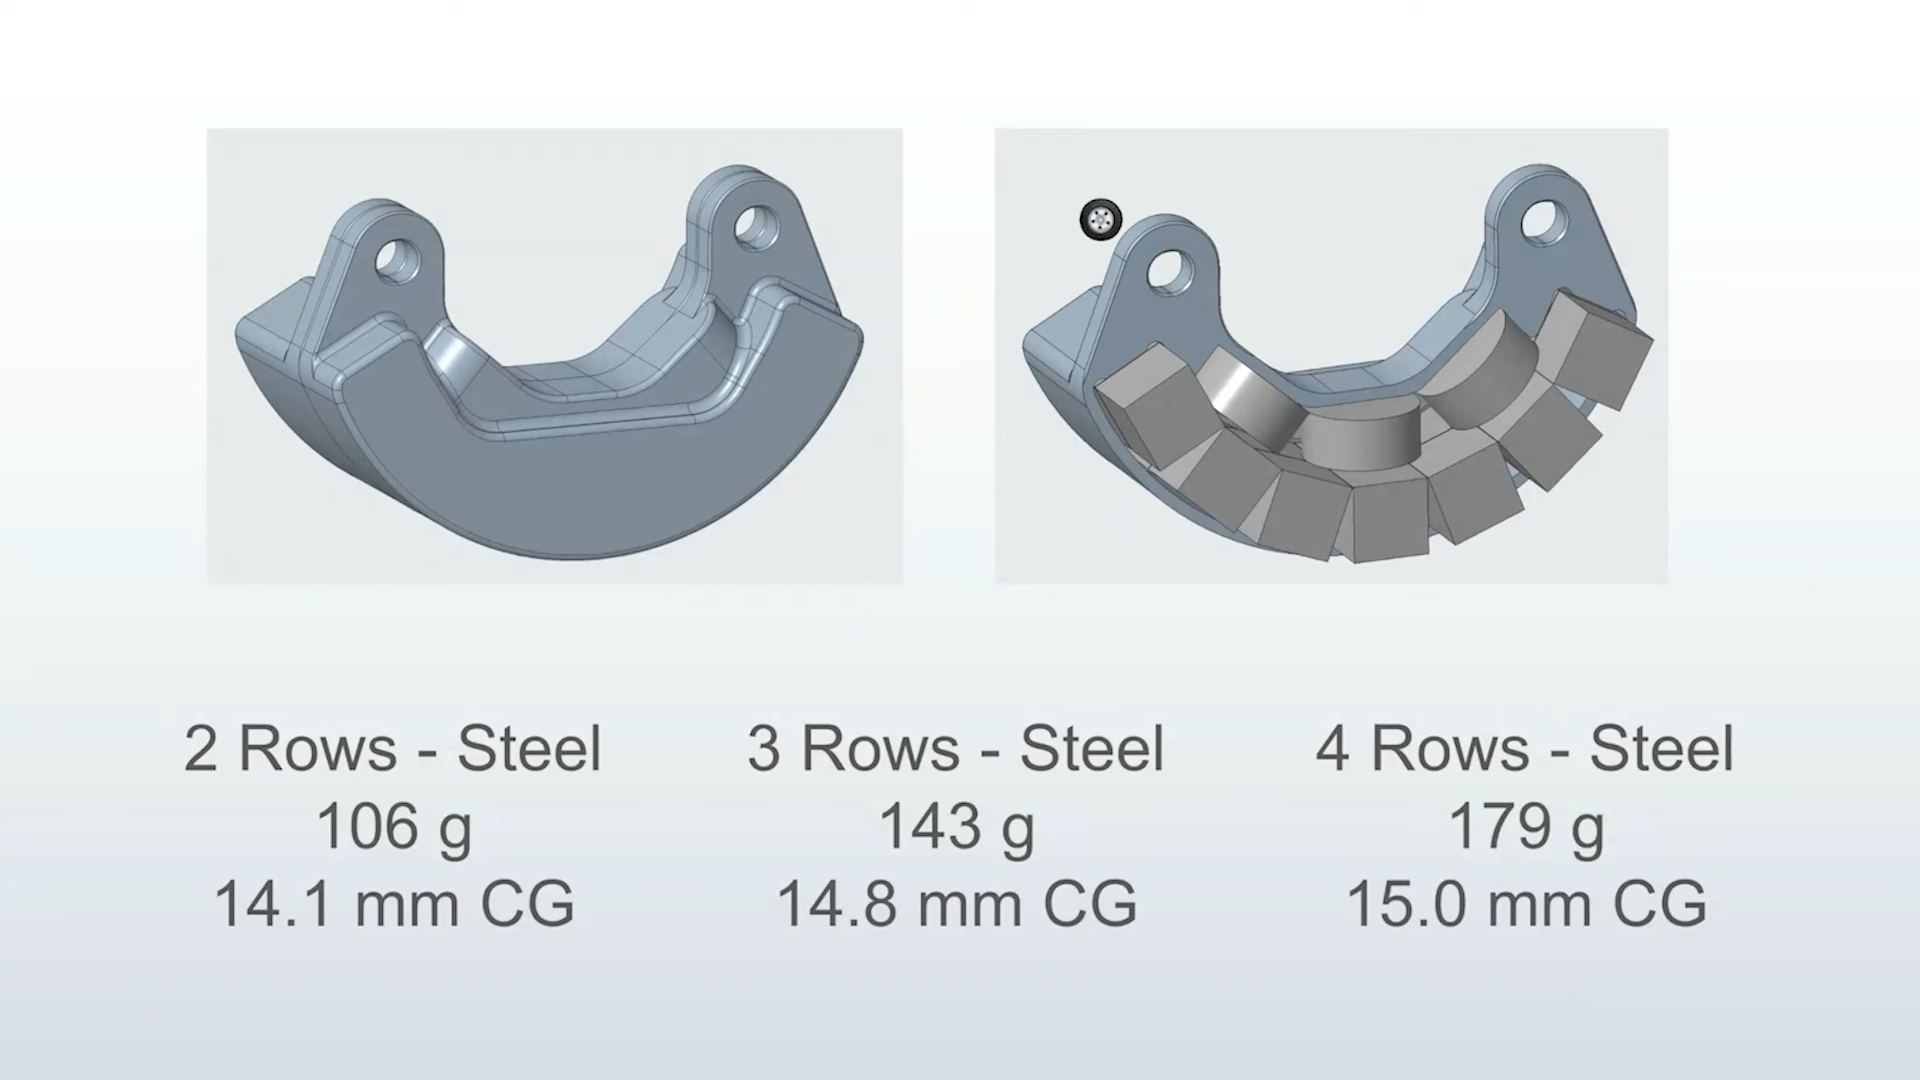 2 Rows - Steel
106 g
14.1 mm CG
3 Rows - Steel
143 g
14.8 mm CG
4 Rows - Steel
179 g
15.0 mm CG